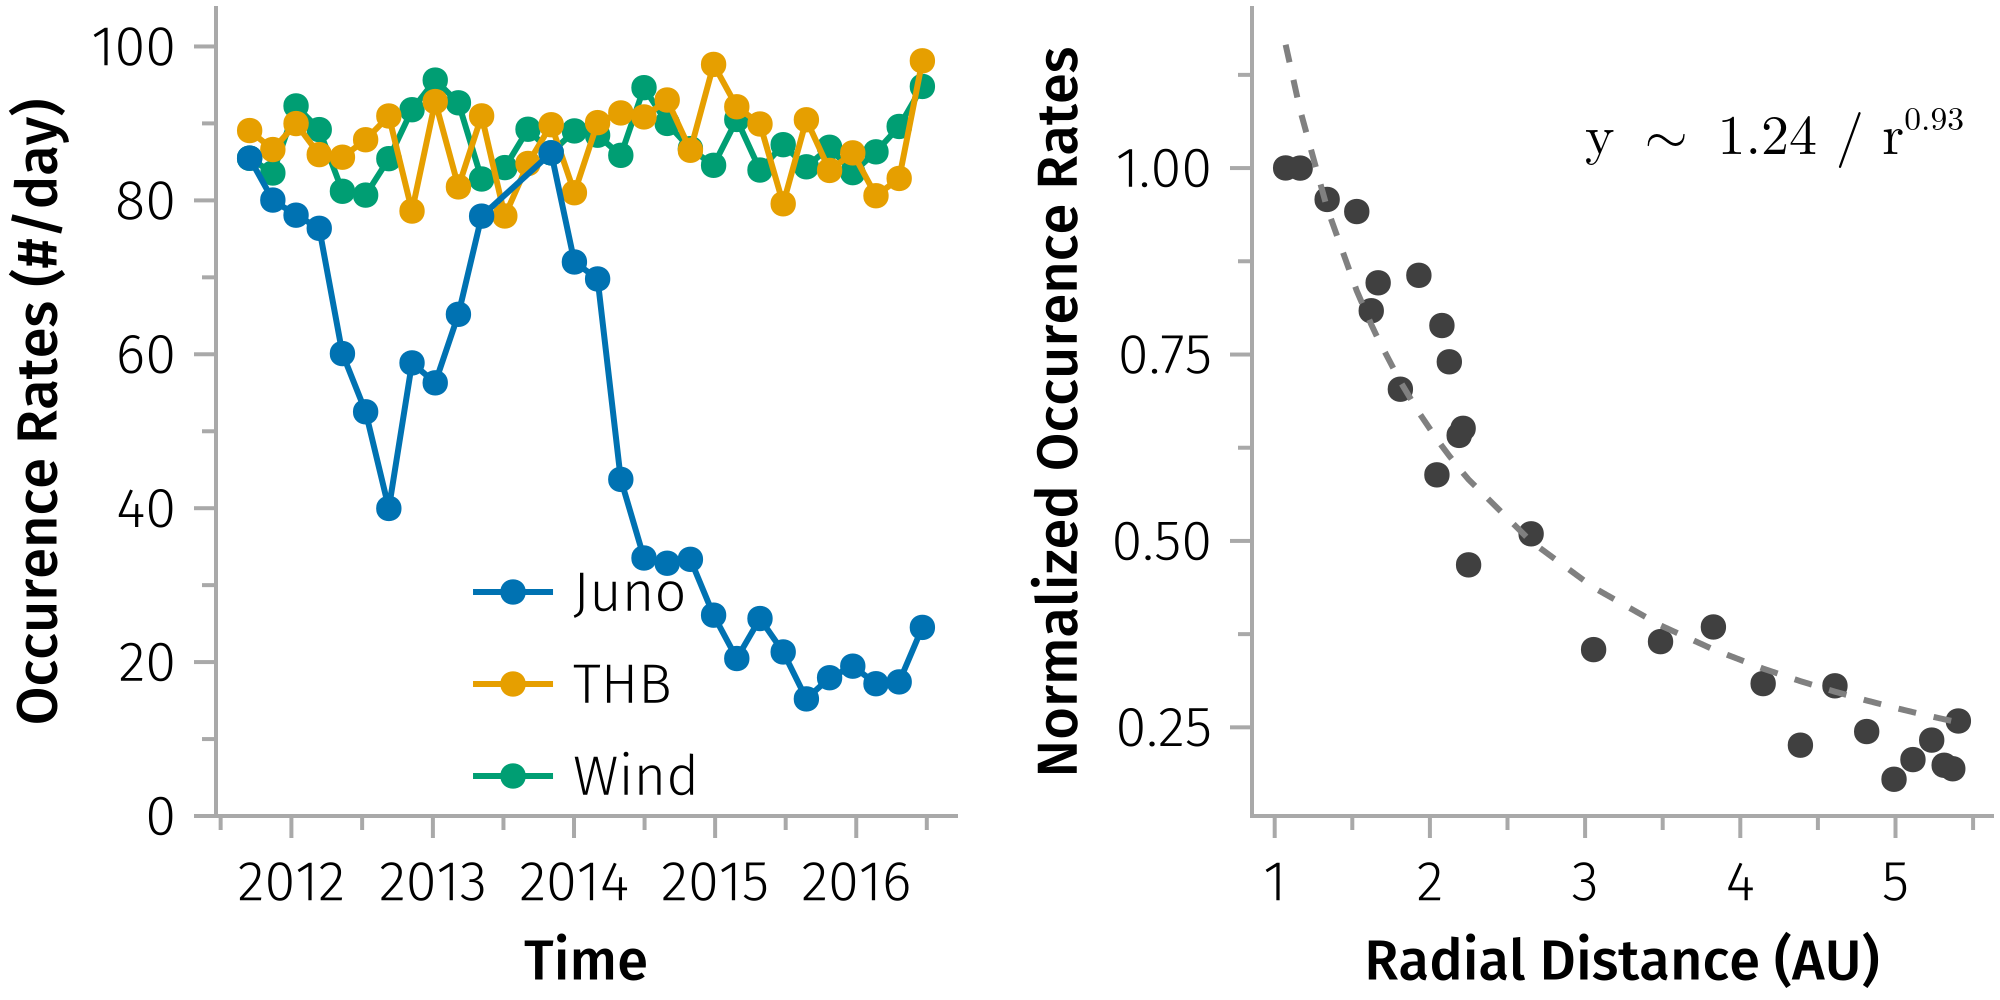 Occurence Rates (#/day)
100
80
60
40
20
0
Juno
THB
Wind
2012 2013 2014 2015 2016
Time
Normalized Occurence Rates
1.00
0.75
0.50
0.25
y ~ 1.24 / r^0.93
1 2 3 4 5
Radial Distance (AU)